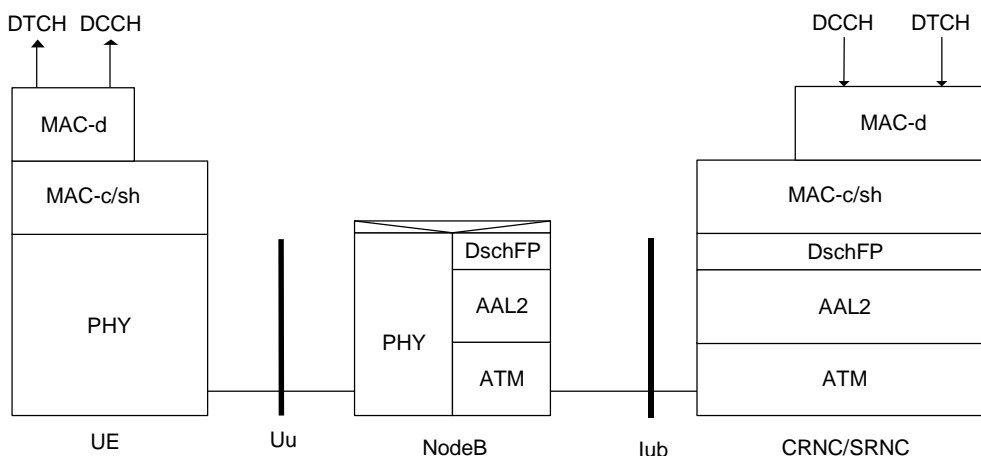 DTCH DCCH
DCCH DTCH
MAC-d
MAC-d
MAC-c/sh
MAC-c/sh
DschFP
DschFP
PHY
PHY
AAL2
AAL2
ATM
ATM
UE
Uu
NodeB
Iub
CRNC/SRNC